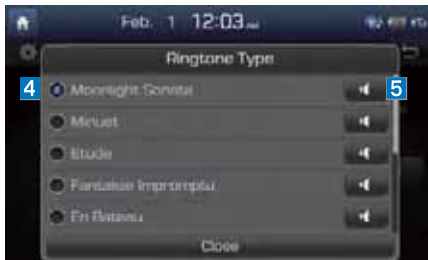 Feb. 1 12:03
Ringtone Type
4 Moonlight Sonata 5
Minuet
Etude
Fantaisie Impromptu
En Bateau
Close